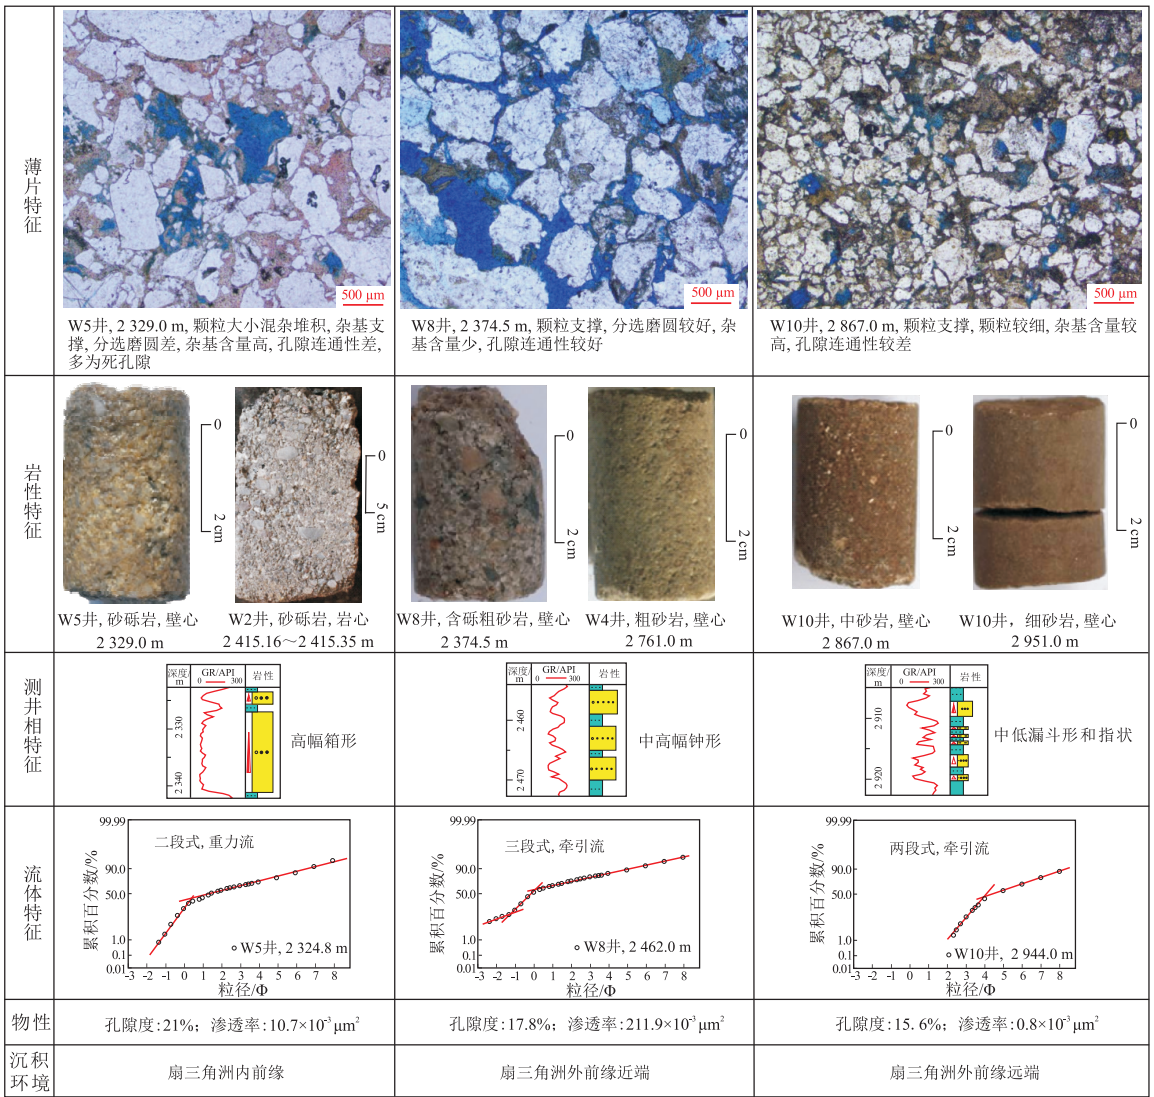 薄片特征
500 μm
500 μm
500 μm
W5井, 2 329.0 m, 颗粒大小混杂堆积, 杂基支
撑, 分选磨圆差, 杂基含量高, 孔隙连通性差,
多为死孔隙
W8井, 2 374.5 m, 颗粒支撑, 分选磨圆较好, 杂
基含量少, 孔隙连通性较好
W10井, 2 867.0 m, 颗粒支撑, 颗粒较细, 杂基含量较
高, 孔隙连通性较差
岩性特征
0
2 cm
0
5 cm
0
2 cm
0
2 cm
0
2 cm
0
2 cm
W5井, 砂砾岩, 壁心
2 329.0 m
W2井, 砂砾岩, 岩心
2 415.16～2 415.35 m
W8井, 含砾粗砂岩, 壁心
2 374.5 m
W4井, 粗砂岩, 壁心
2 761.0 m
W10井, 中砂岩, 壁心
2 867.0 m
W10井，细砂岩, 壁心
2 951.0 m
测井相特征
深度/m
GR/API
0 300
岩性
2 330
2 340
高幅箱形
深度/m
GR/API
0 300
岩性
2 460
2 470
中高幅钟形
深度/m
GR/API
0 300
岩性
2 910
2 920
中低漏斗形和指状
流体特征
累积百分数/%
99.99
90.0
50.0
1.0
0.1
0.01
二段式, 重力流
W5井, 2 324.8 m
-3 -2 -1 0 1 2 3 4 5 6 7 8
粒径/Φ
累积百分数/%
99.99
90.0
50.0
1.0
0.1
0.01
三段式, 牵引流
W8井, 2 462.0 m
-3 -2 -1 0 1 2 3 4 5 6 7 8
粒径/Φ
累积百分数/%
99.99
90.0
50.0
1.0
0.1
0.01
两段式, 牵引流
W10井, 2 944.0 m
-3 -2 -1 0 1 2 3 4 5 6 7 8
粒径/Φ
物性
孔隙度:21%；渗透率:10.7×10⁻³ μm²
孔隙度:17.8%；渗透率:211.9×10⁻³ μm²
孔隙度:15. 6%；渗透率:0.8×10⁻³ μm²
沉积
环境
扇三角洲内前缘
扇三角洲外前缘近端
扇三角洲外前缘远端